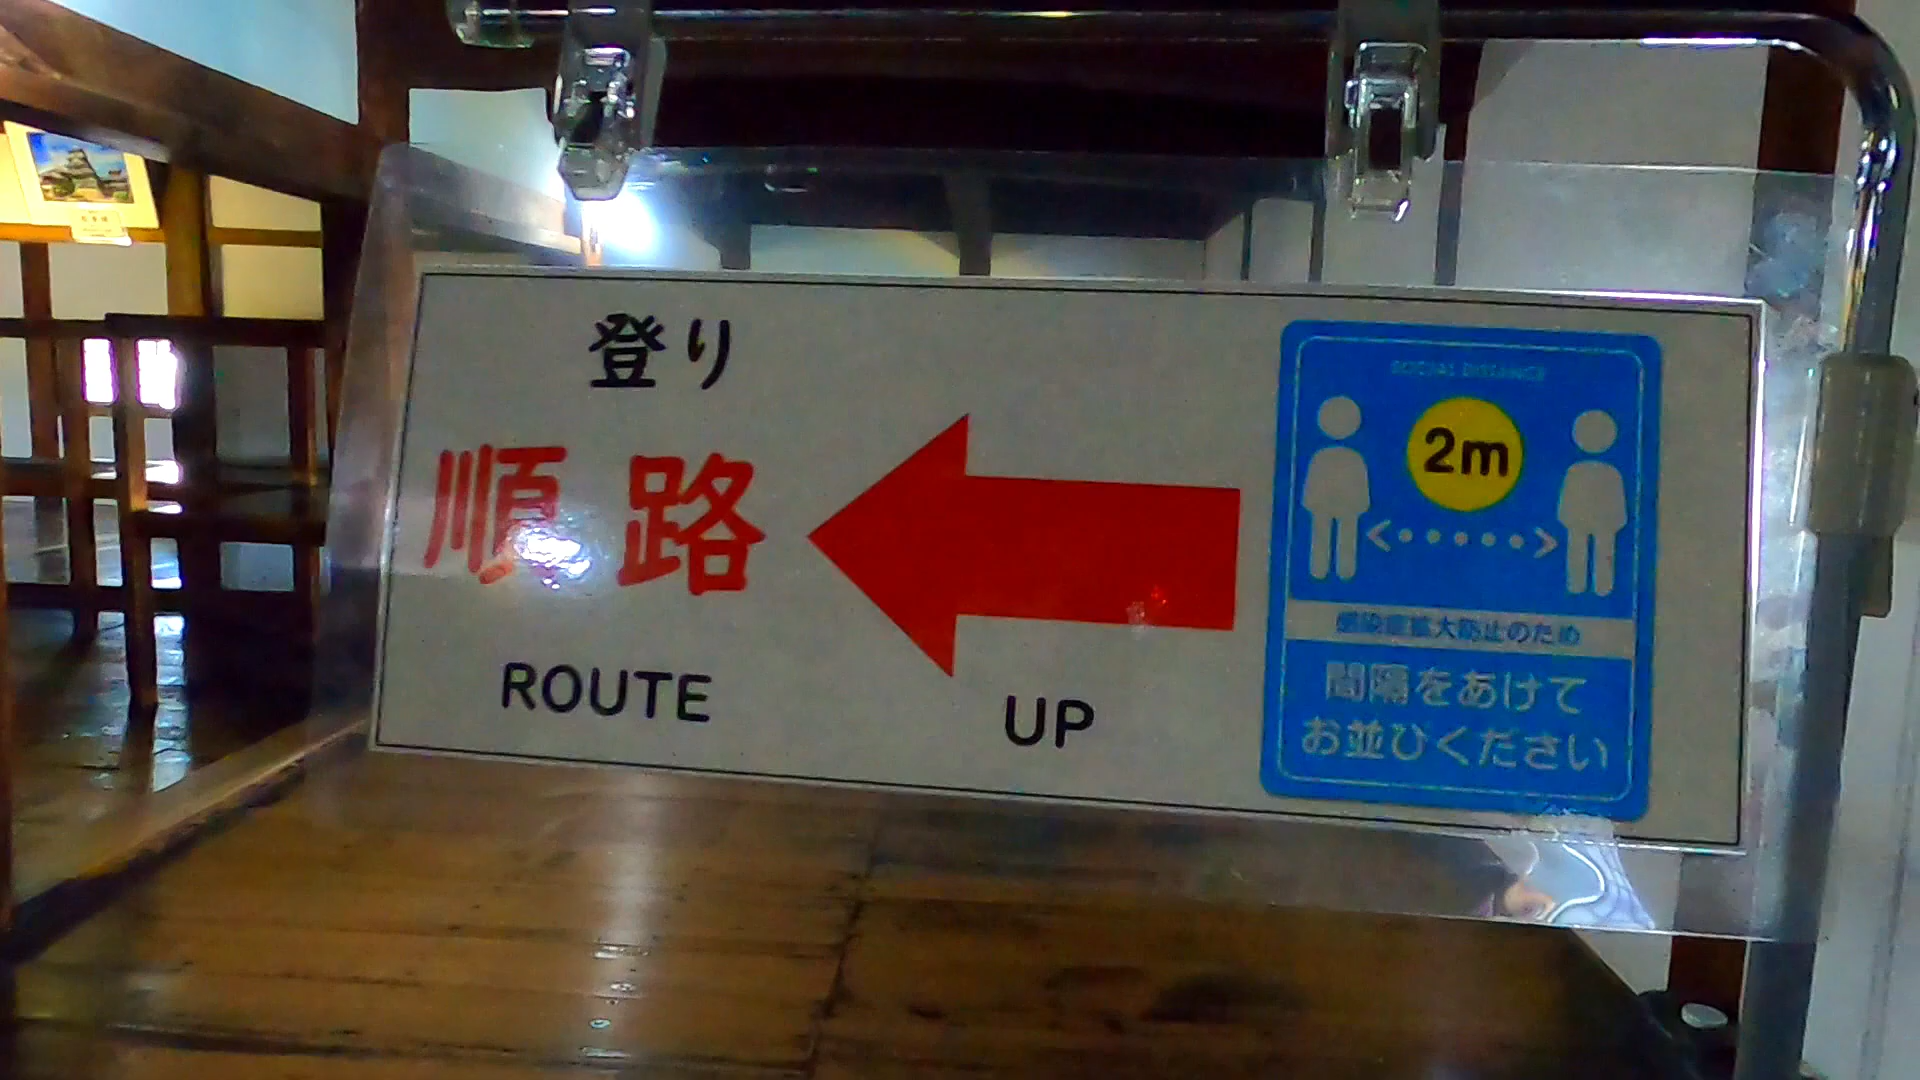 登り
順路
ROUTE
UP
SOCIAL DISTANCE
2m
感染症拡大防止のため
間隔をあけて
お並びください